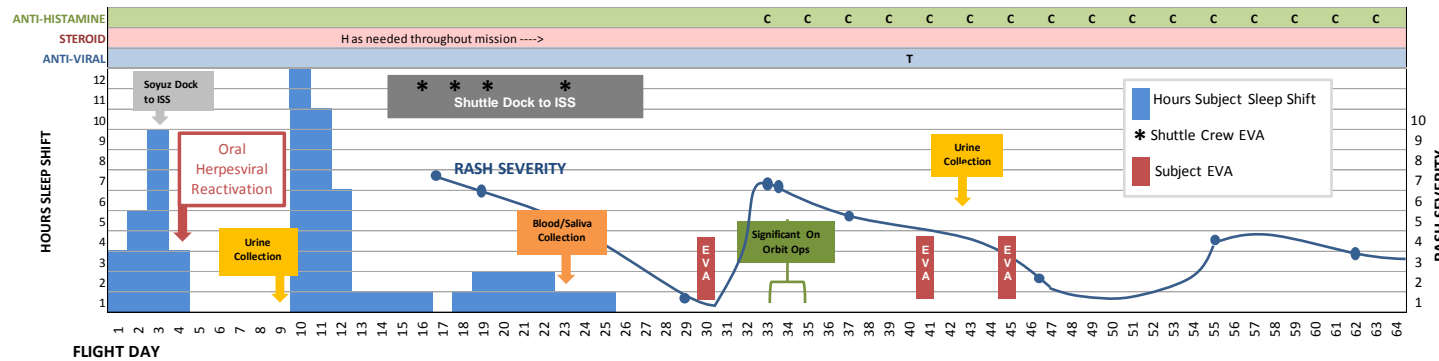 ANTI-HISTAMINE C C C C C C C C C C C C C C C C
STEROID H as needed throughout mission ---->
ANTI-VIRAL T
HOURS SLEEP SHIFT
12
11
10
9
8
7
6
5
4
3
2
1
Soyuz Dock
to ISS
Oral
Herpesviral
Reactivation
Urine
Collection
* * * *
Shuttle Dock to ISS
RASH SEVERITY
Blood/Saliva
Collection
EVA
Significant On
Orbit Ops
EVA
EVA
Urine
Collection
Hours Subject Sleep Shift
* Shuttle Crew EVA
Subject EVA
10
9
8
7
6
5
4
3
2
1
RASH SEVERITY
1 2 3 4 5 6 7 8 9 10 11 12 13 14 15 16 17 18 19 20 21 22 23 24 25 26 27 28 29 30 31 32 33 34 35 36 37 38 39 40 41 42 43 44 45 46 47 48 49 50 51 52 53 54 55 56 57 58 59 60 61 62 63 64
FLIGHT DAY